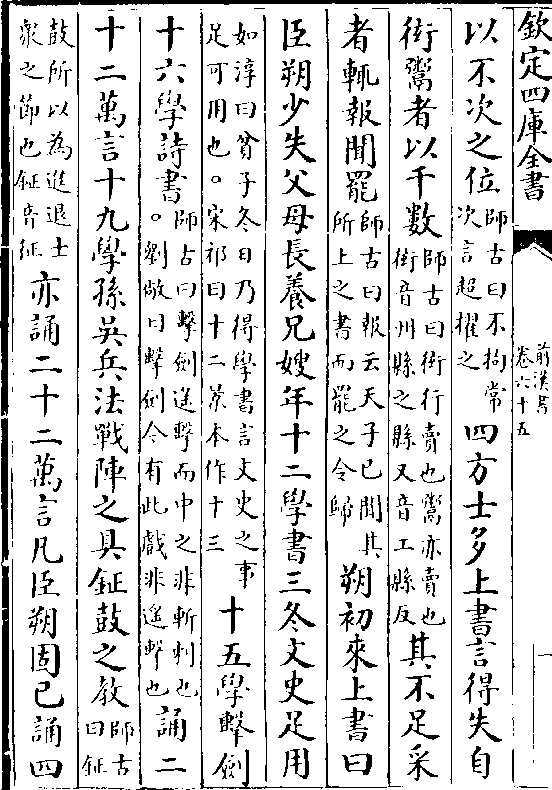 欽定四庫全書
前漢書
卷六十五
一
以不次之位師古曰不拘常次言超擢之四方士多上書言得失自
衒鬻者以千數師古曰衒行賣也鬻亦賣也衒音州縣之縣又音工縣反其不足采
者輒報聞罷師古曰報云天子已聞其所上之書而罷之令歸朔初來上書曰
臣朔少失父母長養兄嫂年十二學書三冬文史足用
如淳曰貧子冬日乃得學書言文史之事足可用也。宋祁曰十二某本作十三十五學擊劍
十六學詩書。師古曰擊劍遥擊而中之非斬刺也劉敞曰擊劍今有此戲非遥擊也誦二
十二萬言十九學孫吳兵法戰陣之具鉦鼓之教師古曰鉦
鼓所以為進退士衆之節也鉦音征亦誦二十二萬言凡臣朔固已誦四